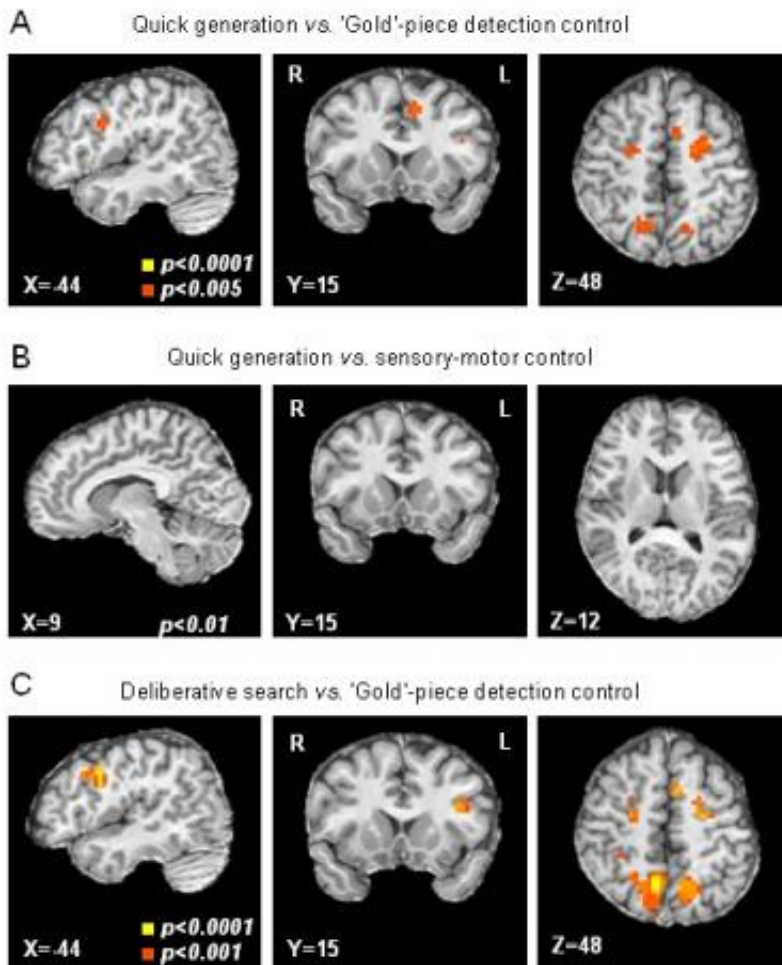 A
Quick generation vs. 'Gold'-piece detection control
R
L
p<0.0001
p<0.005
X=-44
Y=15
Z=48
B
Quick generation vs. sensory-motor control
R
L
X=9
p<0.01
Y=15
Z=12
C
Deliberative search vs. 'Gold'-piece detection control
R
L
p<0.0001
p<0.001
X=-44
Y=15
Z=48